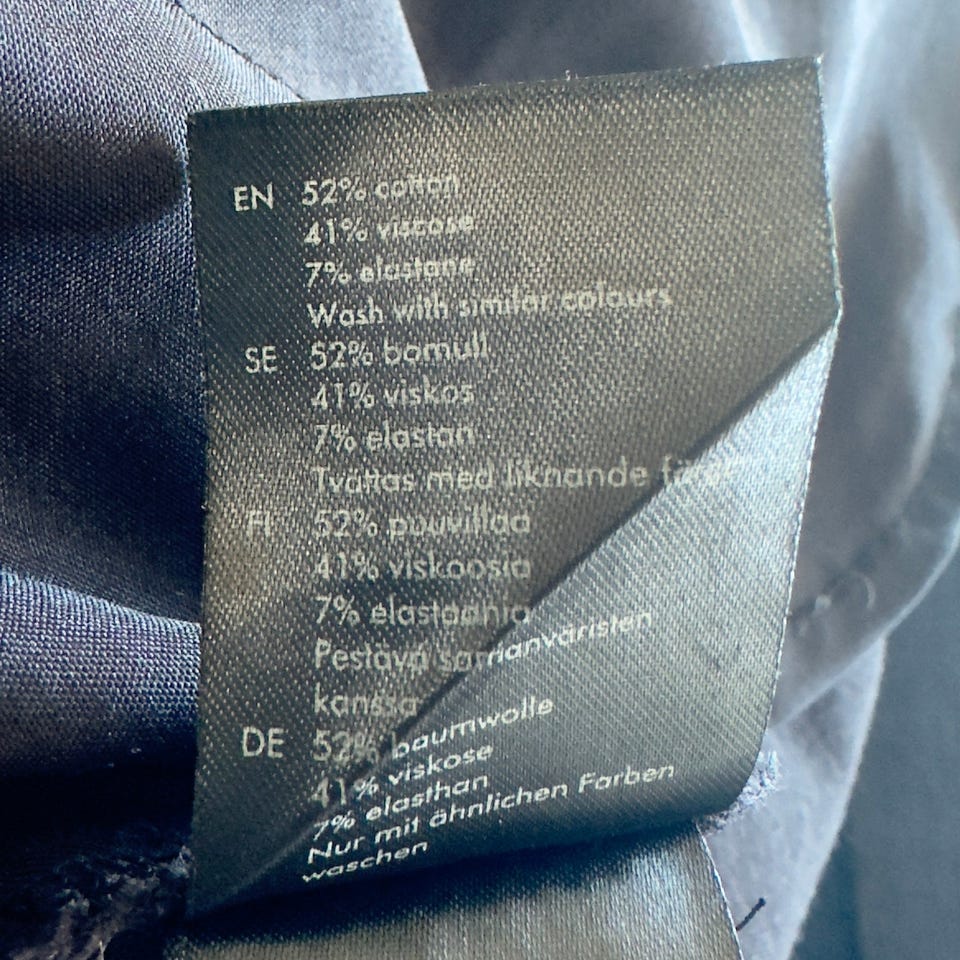 EN 52% cotton
41% viscose
7% elastane
Wash with similar colours
SE 52% bomull
41% viskos
7% elastan
Tvättas med liknande
FI 52% puuvillaa
41% viskoosia
7% elastaania
Pestävä samanväristen
kanssa
DE 52% baumwolle
41% viskose
7% elasthan
Nur mit ähnlichen Farben
waschen